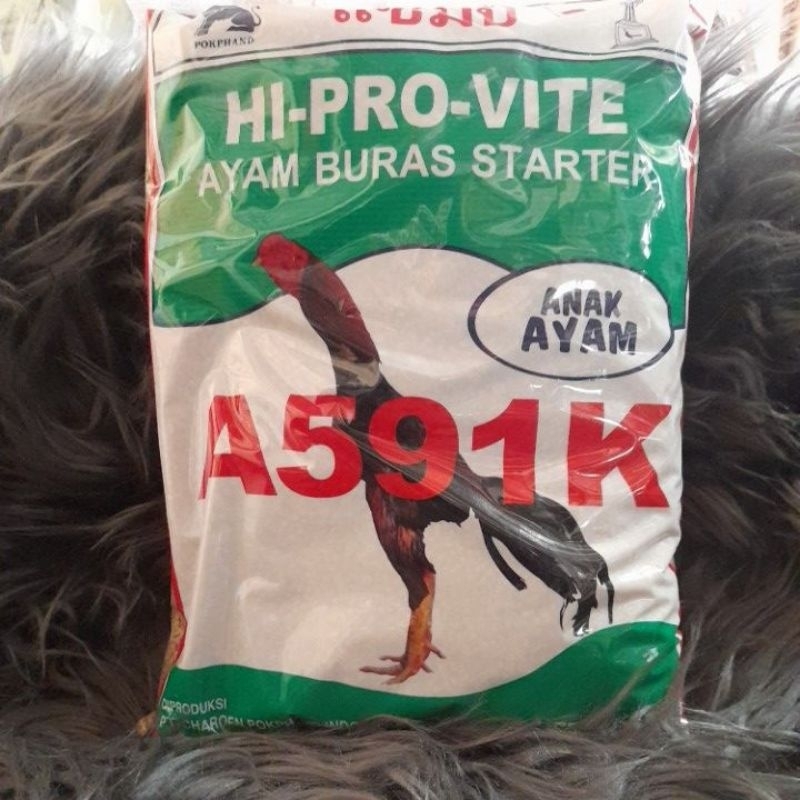 POKPHAND
HI-PRO-VITE
AYAM BURAS STARTER
ANAK
AYAM
A591K
DIPRODUKSI